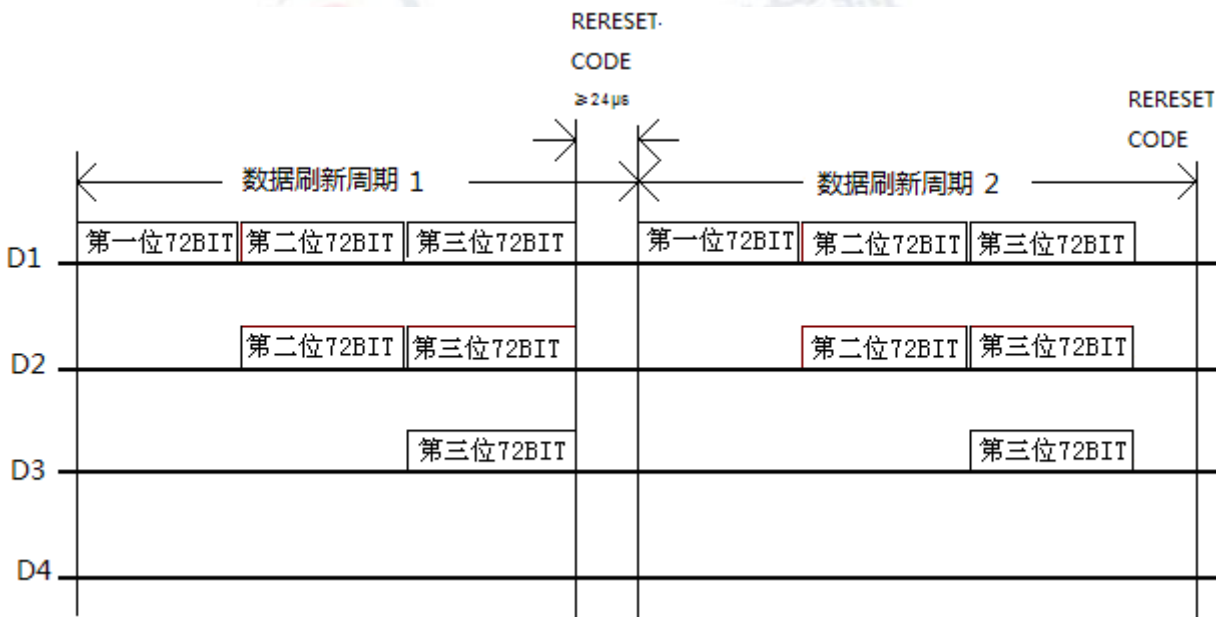 RERESET
CODE
≥24μs
RERESET
CODE
数据刷新周期 1
数据刷新周期 2
D1
第一位72BIT 第二位72BIT 第三位72BIT 第一位72BIT 第二位72BIT 第三位72BIT
D2
第二位72BIT 第三位72BIT 第二位72BIT 第三位72BIT
D3
第三位72BIT 第三位72BIT
D4